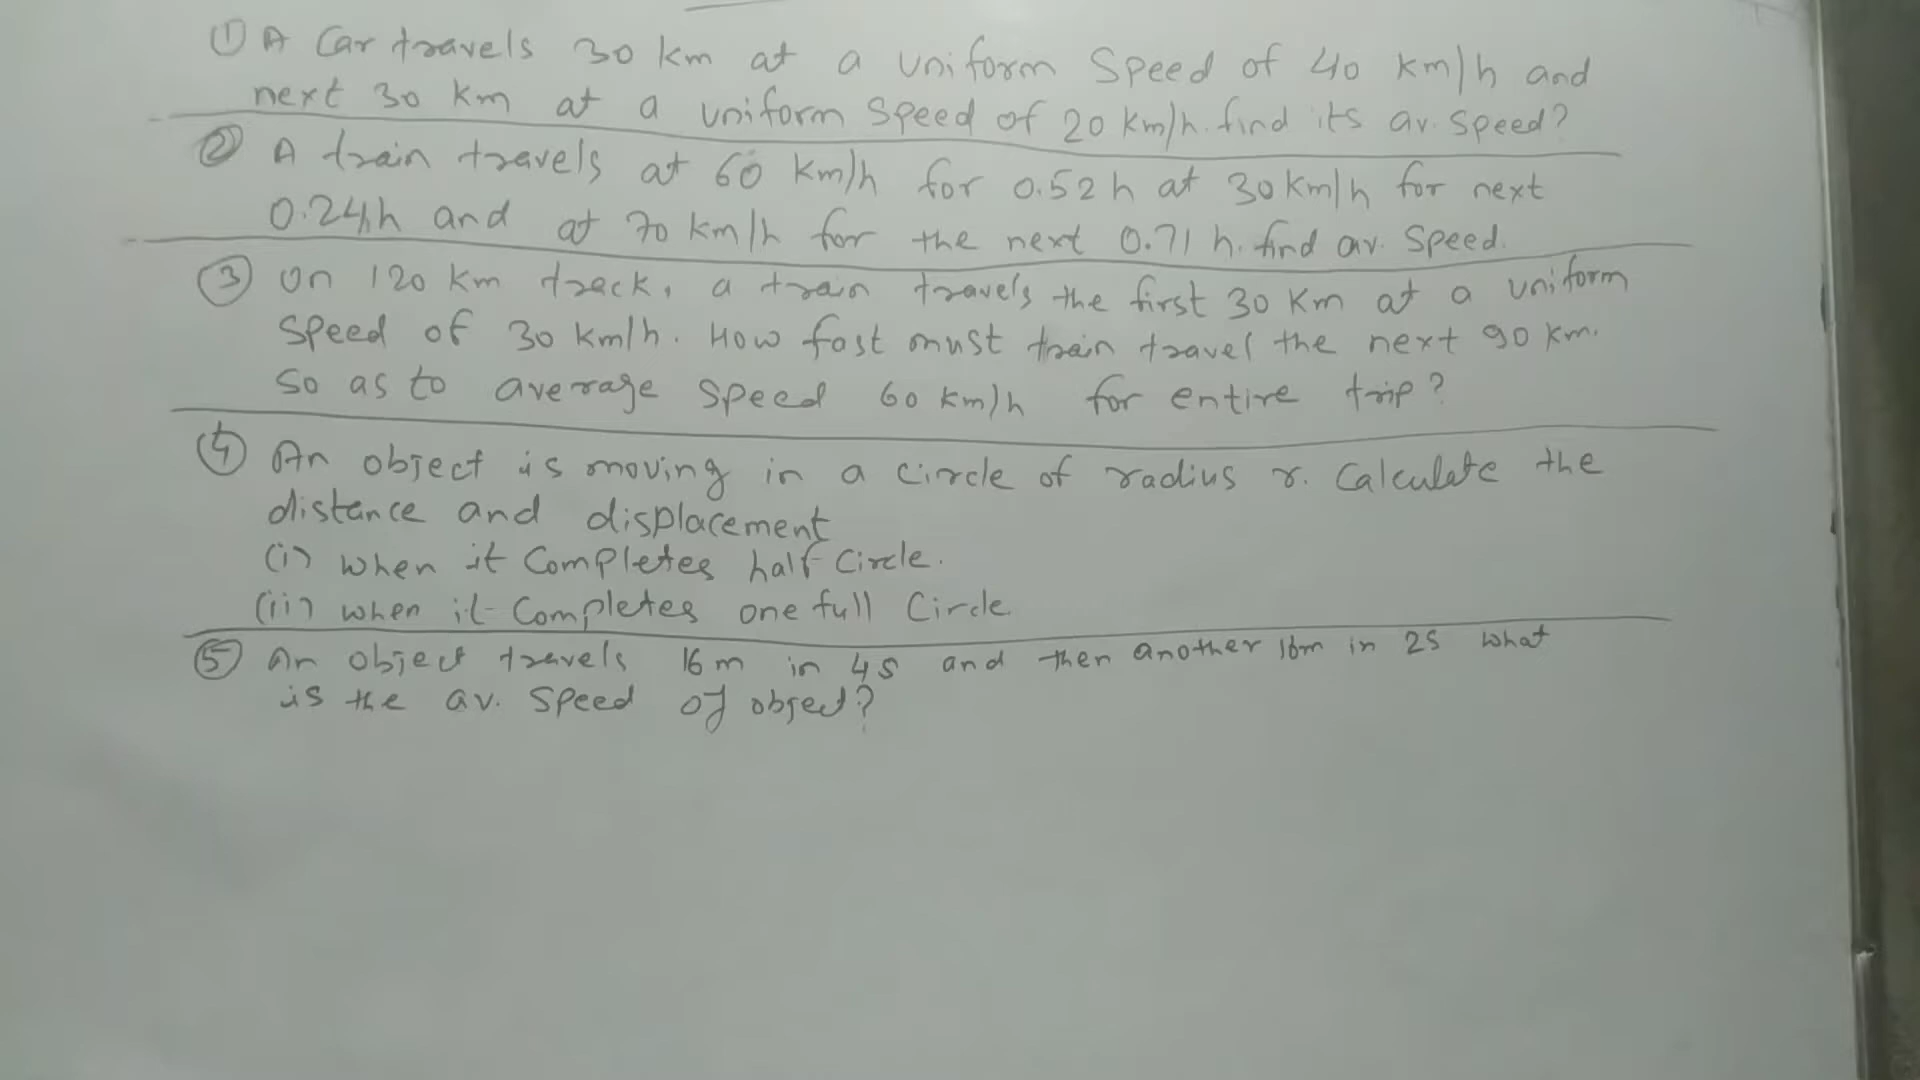 ① A Car travels 30 km at a uniform Speed of 40 km/h and
next 30 km at a uniform speed of 20 km/h. find its av. speed?
② A train travels at 60 km/h for 0.52 h at 30 km/h for next
0.24h and at 70 km/h for the next 0.71 h. find av. speed.
③ on 120 km track, a train travels the first 30 km at a uniform
speed of 30 km/h. How fast must train travel the next 90 km.
so as to average speed 60 km/h for entire trip?
④ An object is moving in a circle of radius r. Calculate the
distance and displacement
(i) when it Completes half Circle.
(ii) when it Completes one full Circle.
⑤ An object travels 16 m in 4s and then another 16m in 2s what
is the av. speed of object?